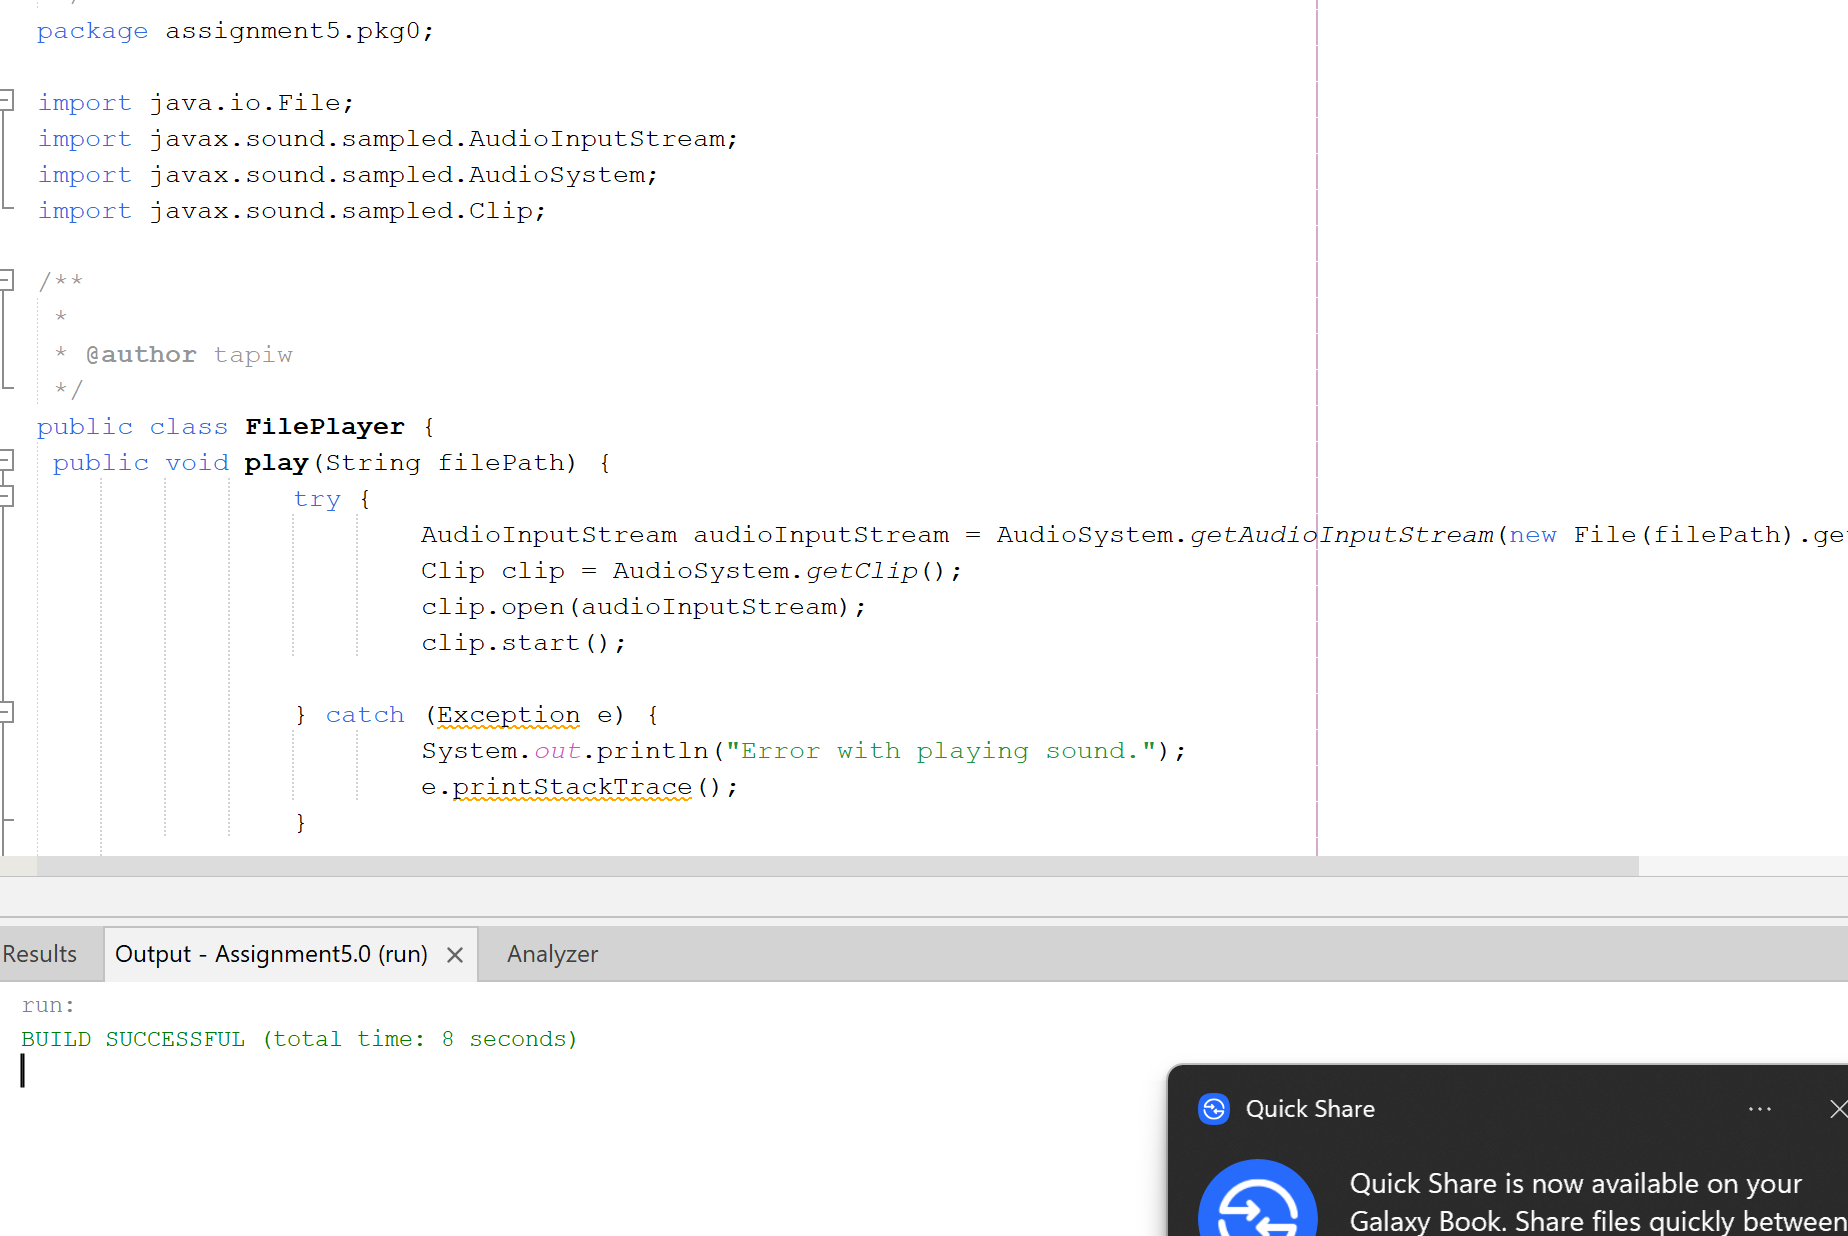 package assignment5.pkg0;
import java.io.File;
import javax.sound.sampled.AudioInputStream;
import javax.sound.sampled.AudioSystem;
import javax.sound.sampled.Clip;
/**
*
* @author tapiw
*/
public class FilePlayer {
public void play(String filePath) {
try {
AudioInputStream audioInputStream = AudioSystem.getAudioInputStream(new File(filePath).ge
Clip clip = AudioSystem.getClip();
clip.open(audioInputStream);
clip.start();
} catch (Exception e) {
System.out.println("Error with playing sound.");
e.printStackTrace();
}
Results
Output - Assignment5.0 (run)
Analyzer
run:
BUILD SUCCESSFUL (total time: 8 seconds)
Quick Share
Quick Share is now available on your
Galaxy Book. Share files quickly between